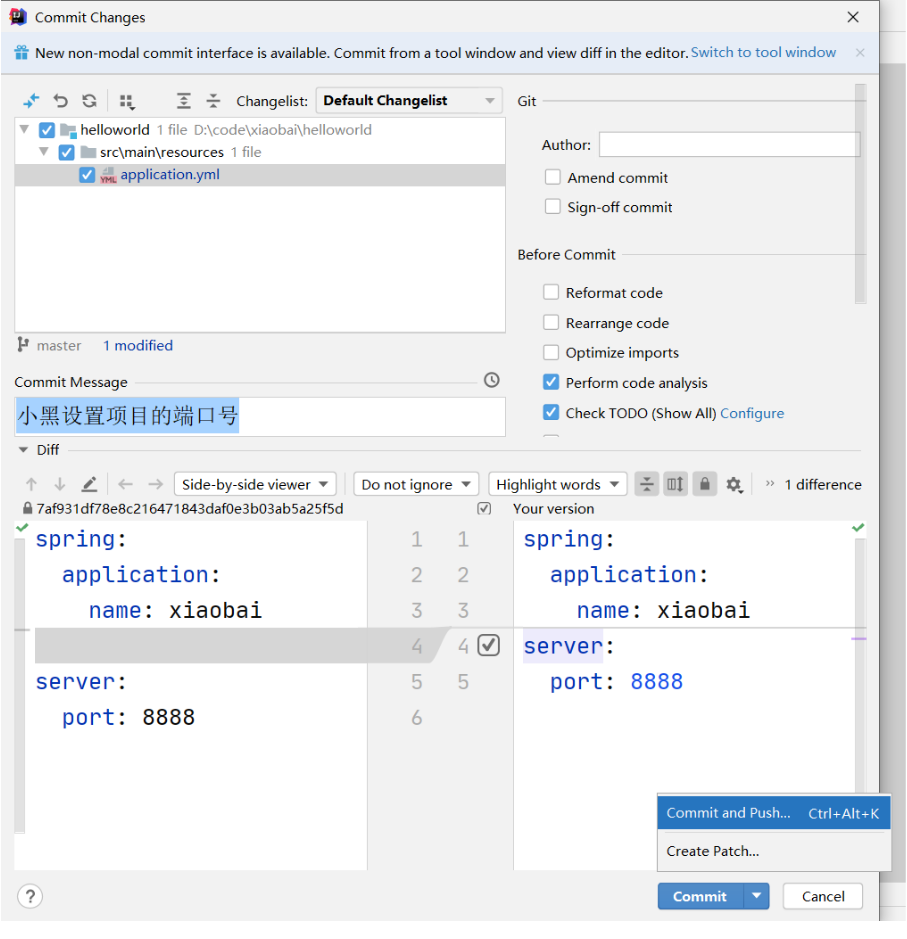 Commit Changes
New non-modal commit interface is available. Commit from a tool window and view diff in the editor. Switch to tool window
Changelist: Default Changelist
helloworld 1 file D:\code\xiaobai\helloworld
src\main\resources 1 file
application.yml
master 1 modified
Commit Message
小黑设置项目的端口号
Git
Author:
Amend commit
Sign-off commit
Before Commit
Reformat code
Rearrange code
Optimize imports
Perform code analysis
Check TODO (Show All) Configure
Diff
Side-by-side viewer Do not ignore Highlight words 1 difference
7af931df78e8c216471843daf0e3b03ab5a25f5d Your version
spring: 1 1 spring:
application: 2 2 application:
name: xiaobai 3 3 name: xiaobai
4 4 server:
server: 5 5 port: 8888
port: 8888 6
Commit and Push... Ctrl+Alt+K
Create Patch...
? Commit Cancel